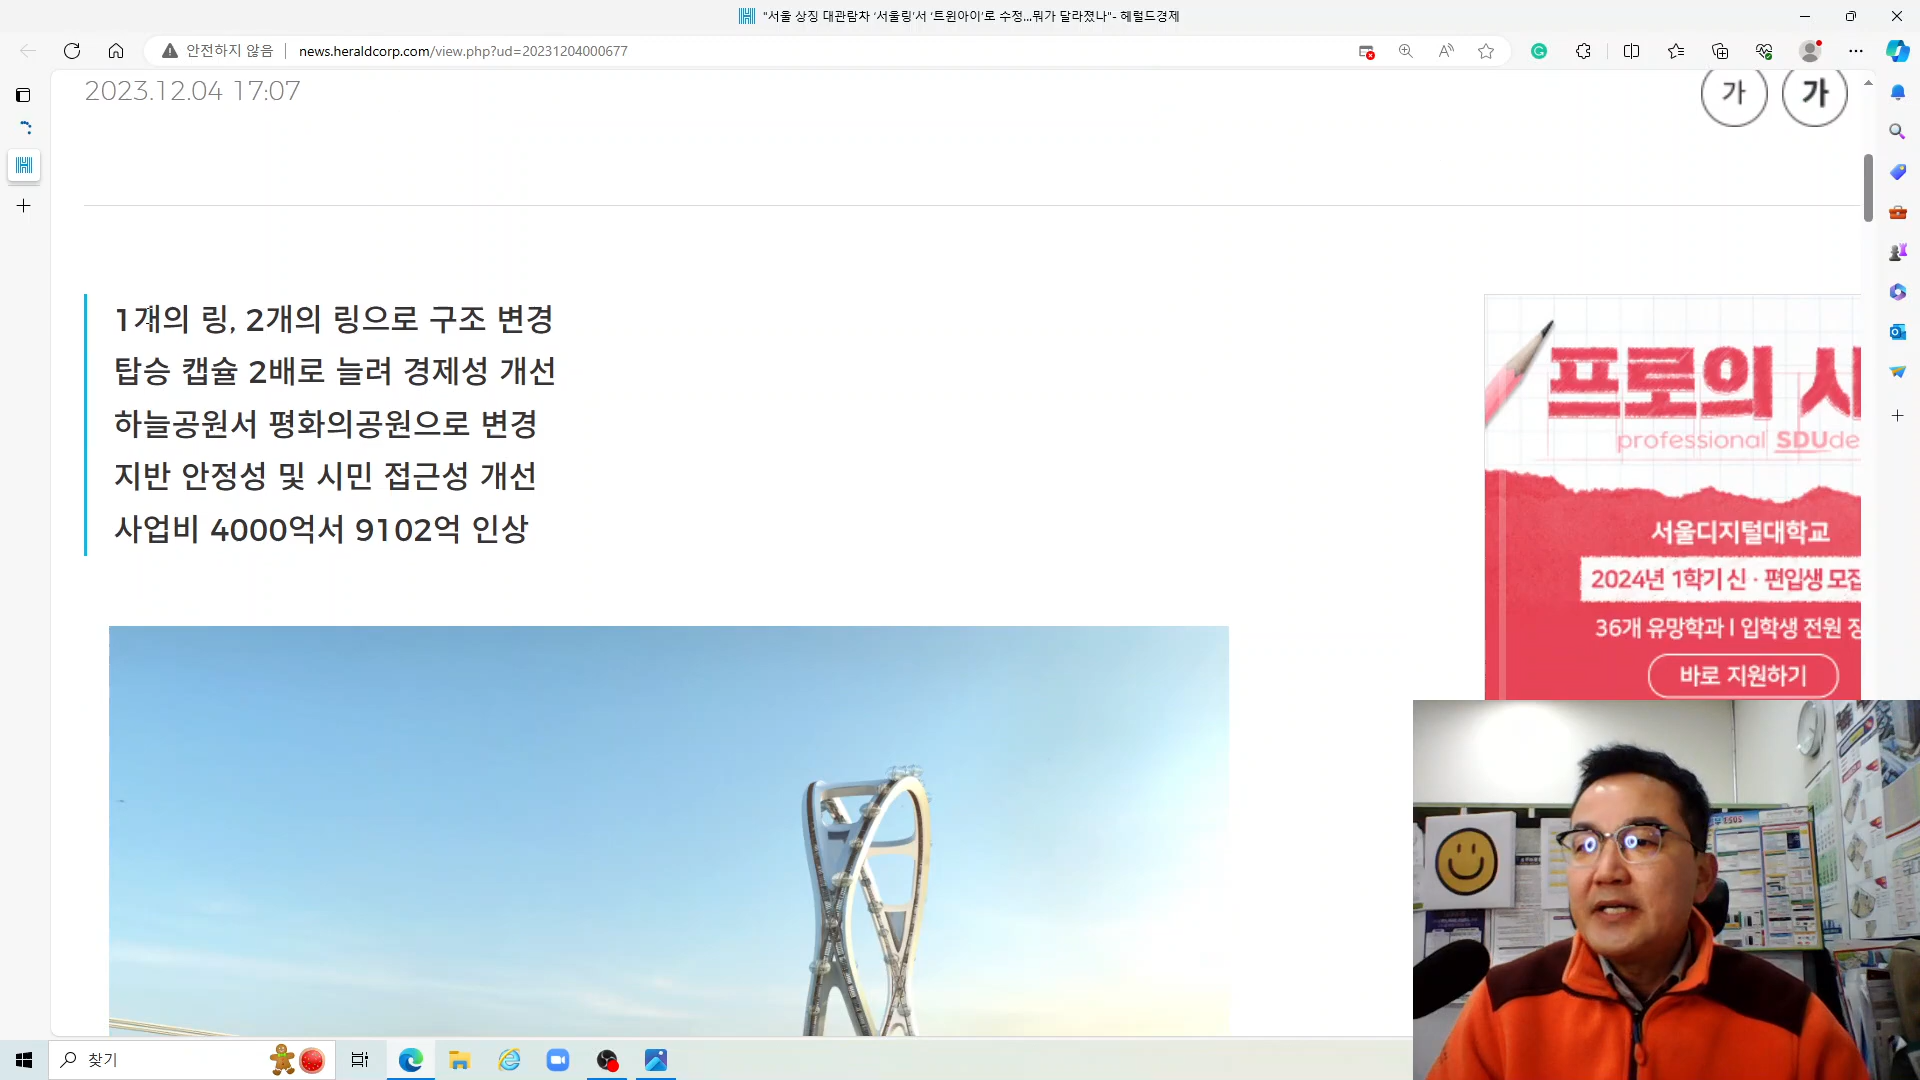 "서울 상징 대관람차 '서울링'서 '트윈아이'로 수정...뭐가 달라졌나"- 헤럴드경제
안전하지 않음
news.heraldcorp.com/view.php?ud=20231204000677
2023.12.04 17:07
가 가
1개의 링, 2개의 링으로 구조 변경
탑승 캡슐 2배로 늘려 경제성 개선
하늘공원서 평화의공원으로 변경
지반 안정성 및 시민 접근성 개선
사업비 4000억서 9102억 인상
프로의 시
professional SDUde
서울디지털대학교
2024년 1학기 신 · 편입생 모집
36개 유망학과 I 입학생 전원 장
바로 지원하기
찾기